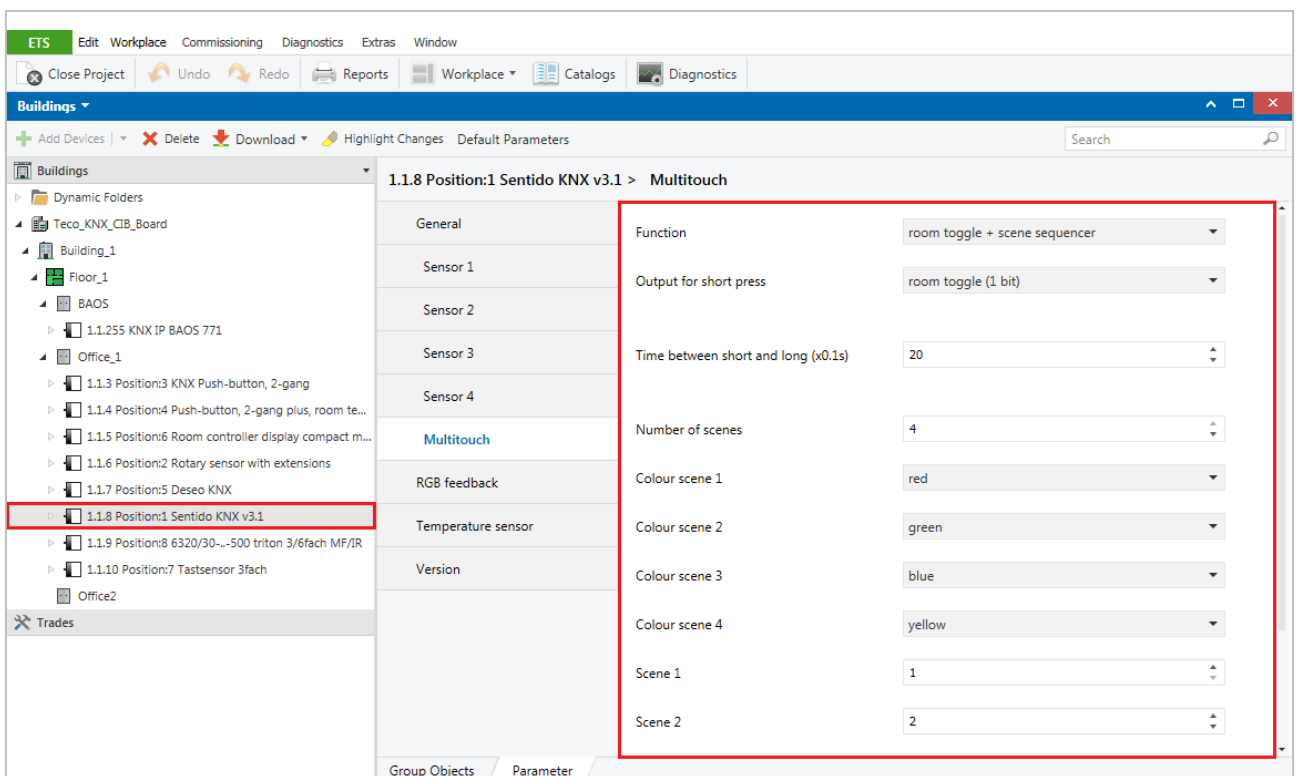 ETS Edit Workplace Commissioning Diagnostics Extras Window
Close Project Undo Redo Reports Workplace Catalogs Diagnostics
Buildings
Add Devices Delete Download Highlight Changes Default Parameters Search
Buildings
Dynamic Folders
Teco_KNX_CIB_Board
Building_1
Floor_1
BAOS
1.1.255 KNX IP BAOS 771
Office_1
1.1.3 Position:3 KNX Push-button, 2-gang
1.1.4 Position:4 Push-button, 2-gang plus, room te...
1.1.5 Position:6 Room controller display compact m...
1.1.6 Position:2 Rotary sensor with extensions
1.1.7 Position:5 Deseo KNX
1.1.8 Position:1 Sentido KNX v3.1
1.1.9 Position:8 6320/30-..-500 triton 3/6fach MF/IR
1.1.10 Position:7 Tastsensor 3fach
Office2
Trades
1.1.8 Position:1 Sentido KNX v3.1 > Multitouch
General
Sensor 1
Sensor 2
Sensor 3
Sensor 4
Multitouch
RGB feedback
Temperature sensor
Version
Function room toggle + scene sequencer
Output for short press room toggle (1 bit)
Time between short and long (x0.1s) 20
Number of scenes 4
Colour scene 1 red
Colour scene 2 green
Colour scene 3 blue
Colour scene 4 yellow
Scene 1 1
Scene 2 2
Group Objects Parameter